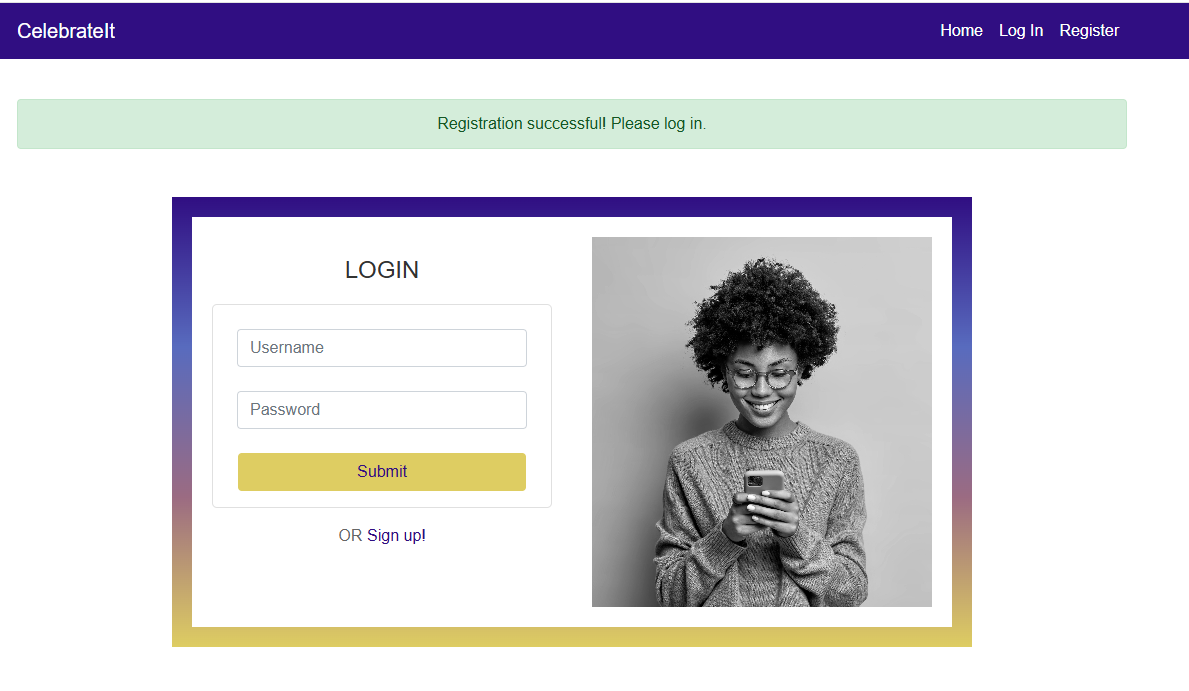 CelebrateIt
Home Log In Register
Registration successful! Please log in.
LOGIN
Username
Password
Submit
OR Sign up!